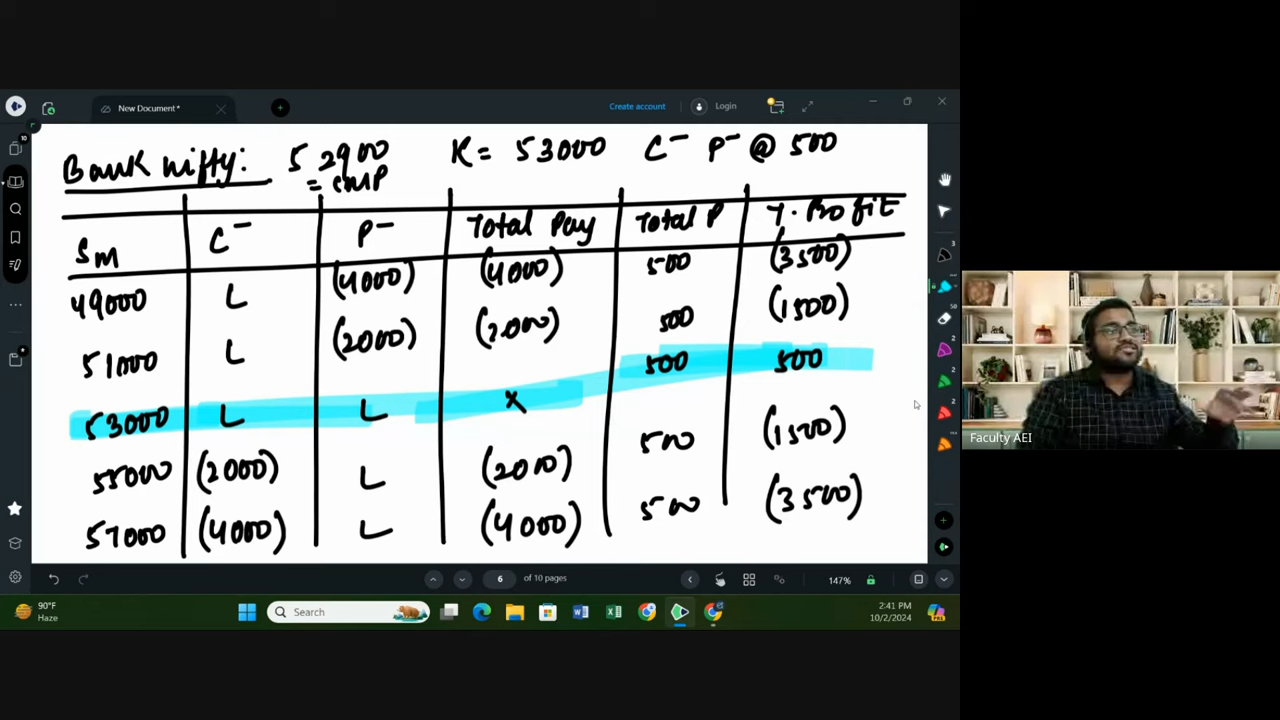 New Document*
Create account
Login
Bank nifty: 52900 K = 53000 C⁻ P⁻ @ 500
= CMP
Sm C⁻ P⁻ Total Pay Total P T. Profit
49000 L (4000) (4000) 500 (3500)
51000 L (2000) (2000) 500 (1500)
53000 L L x 500 500
55000 (2000) L (2000) 500 (1500)
57000 (4000) L (4000) 500 (3500)
Faculty AEI
6 of 10 pages
147%
90°F
Haze
Search
2:41 PM
10/2/2024